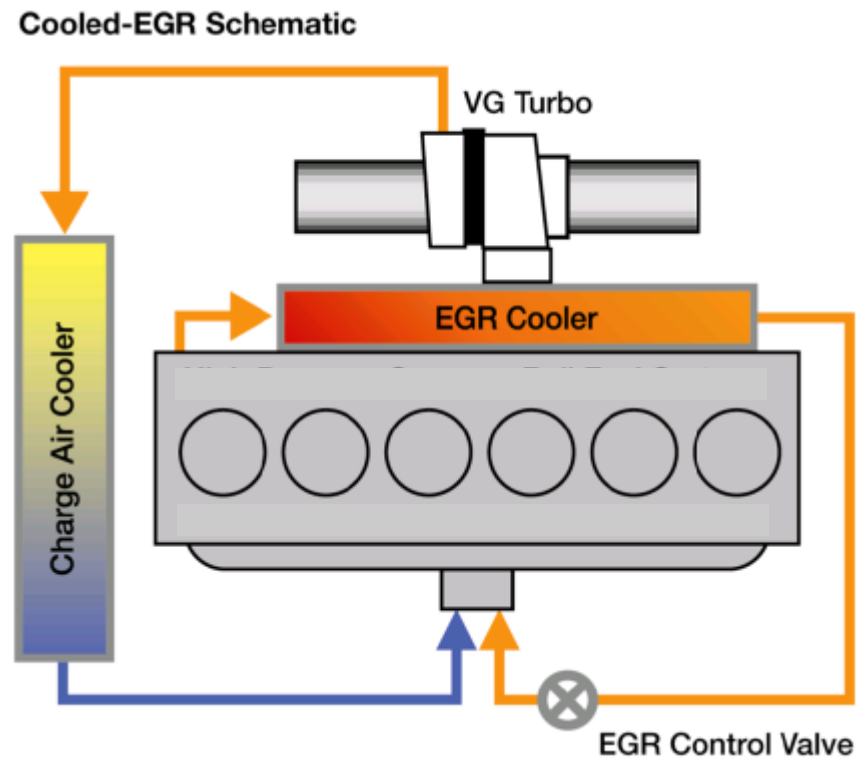 Cooled-EGR Schematic
VG Turbo
EGR Cooler
Charge Air Cooler
EGR Control Valve